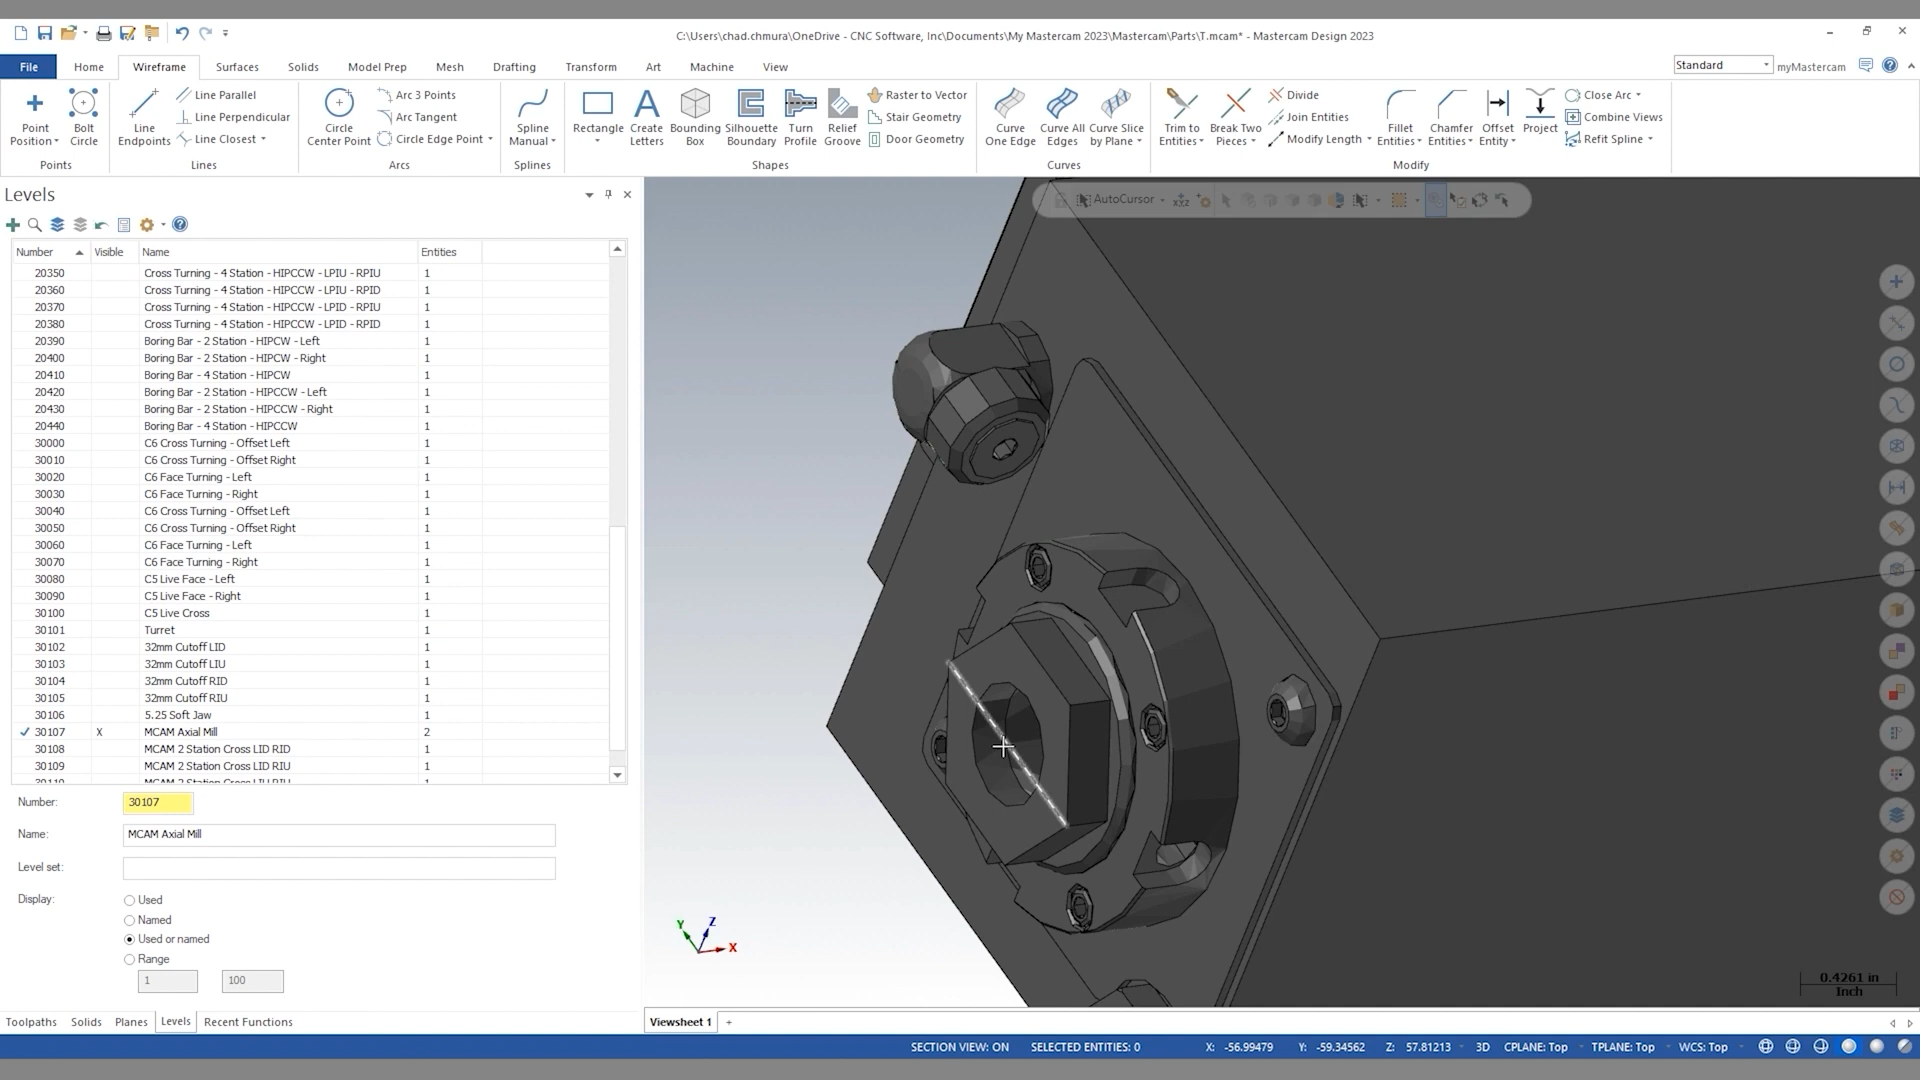 C:\Users\chad.chmura\OneDrive - CNC Software, Inc\Documents\My Mastercam 2023\Mastercam\Parts\T.mcam* - Mastercam Design 2023
File Home Wireframe Surfaces Solids Model Prep Mesh Drafting Transform Art Machine View Standard myMastercam
Point Position
Bolt Circle
Points
Line Endpoints
Line Parallel
Line Perpendicular
Line Closest
Lines
Circle Center Point
Arc 3 Points
Arc Tangent
Circle Edge Point
Arcs
Spline Manual
Splines
Rectangle
Create Letters
Bounding Box
Silhouette Boundary
Turn Profile
Relief Groove
Raster to Vector
Stair Geometry
Door Geometry
Shapes
Curve One Edge
Curve All Edges
Curve Slice by Plane
Curves
Trim to Entities
Break Two Pieces
Divide
Join Entities
Modify Length
Fillet Entities
Chamfer Entities
Offset Entity
Project
Close Arc
Combine Views
Refit Spline
Modify
Levels
AutoCursor
Number Visible Name Entities
20350 Cross Turning - 4 Station - HIPCCW - LPIU - RPIU 1
20360 Cross Turning - 4 Station - HIPCCW - LPIU - RPID 1
20370 Cross Turning - 4 Station - HIPCCW - LPID - RPIU 1
20380 Cross Turning - 4 Station - HIPCCW - LPID - RPID 1
20390 Boring Bar - 2 Station - HIPCW - Left 1
20400 Boring Bar - 2 Station - HIPCW - Right 1
20410 Boring Bar - 4 Station - HIPCW 1
20420 Boring Bar - 2 Station - HIPCCW - Left 1
20430 Boring Bar - 2 Station - HIPCCW - Right 1
20440 Boring Bar - 4 Station - HIPCCW 1
30000 C6 Cross Turning - Offset Left 1
30010 C6 Cross Turning - Offset Right 1
30020 C6 Face Turning - Left 1
30030 C6 Face Turning - Right 1
30040 C6 Cross Turning - Offset Left 1
30050 C6 Cross Turning - Offset Right 1
30060 C6 Face Turning - Left 1
30070 C6 Face Turning - Right 1
30080 C5 Live Face - Left 1
30090 C5 Live Face - Right 1
30100 C5 Live Cross 1
30101 Turret 1
30102 32mm Cutoff LID 1
30103 32mm Cutoff LIU 1
30104 32mm Cutoff RID 1
30105 32mm Cutoff RIU 1
30106 5.25 Soft Jaw 1
30107 X MCAM Axial Mill 2
30108 MCAM 2 Station Cross LID RID 1
30109 MCAM 2 Station Cross LID RIU 1
30110 MCAM 2 Station Cross LIU RIU 1
Number: 30107
Name: MCAM Axial Mill
Level set:
Display: Used
Named
Used or named
Range
1 100
Y Z X
0.4261 in
Inch
Toolpaths Solids Planes Levels Recent Functions
Viewsheet 1 +
SECTION VIEW: ON SELECTED ENTITIES: 0 X: -56.99479 Y: -59.34562 Z: 57.81213 3D CPLANE: Top TPLANE: Top WCS: Top